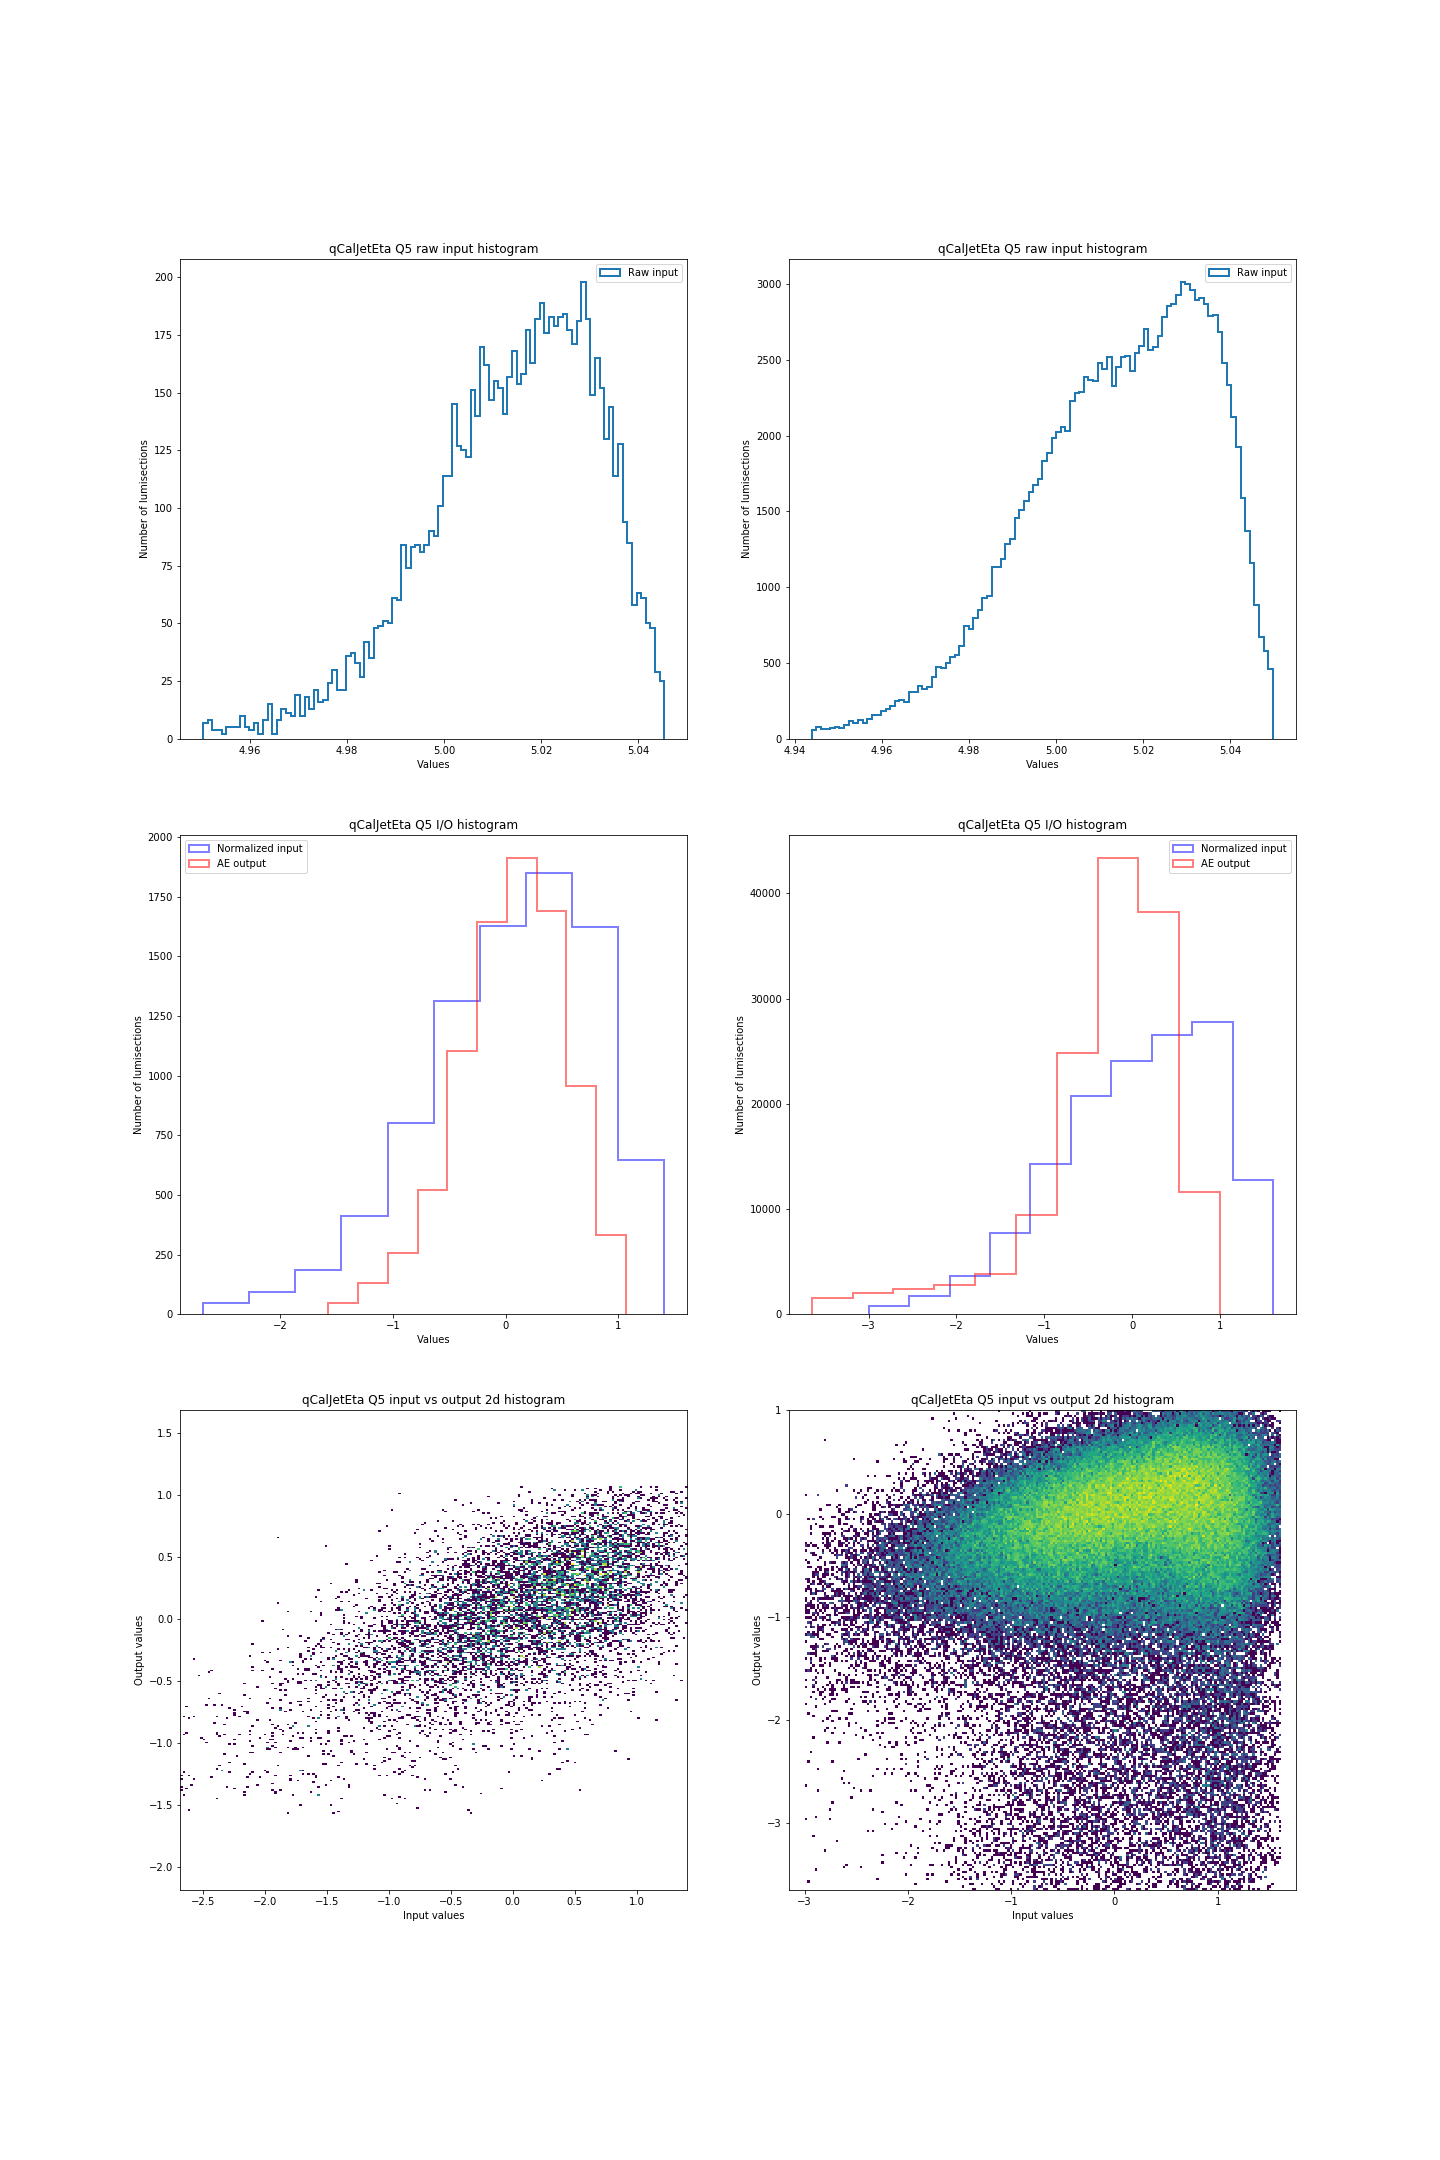 qCalJetEta Q5 raw input histogram
Raw input
200
175
150
125
100
75
50
25
0
Number of lumisections
4.96 4.98 5.00 5.02 5.04
Values
qCalJetEta Q5 raw input histogram
Raw input
3000
2500
2000
1500
1000
500
0
Number of lumisections
4.94 4.96 4.98 5.00 5.02 5.04
Values
qCalJetEta Q5 I/O histogram
Normalized input
AE output
2000
1750
1500
1250
1000
750
500
250
0
Number of lumisections
−2 −1 0 1
Values
qCalJetEta Q5 I/O histogram
Normalized input
AE output
40000
30000
20000
10000
0
Number of lumisections
−3 −2 −1 0 1
Values
qCalJetEta Q5 input vs output 2d histogram
1.5
1.0
0.5
0.0
−0.5
−1.0
−1.5
−2.0
Output values
−2.5 −2.0 −1.5 −1.0 −0.5 0.0 0.5 1.0
Input values
qCalJetEta Q5 input vs output 2d histogram
1
0
−1
−2
−3
Output values
−3 −2 −1 0 1
Input values